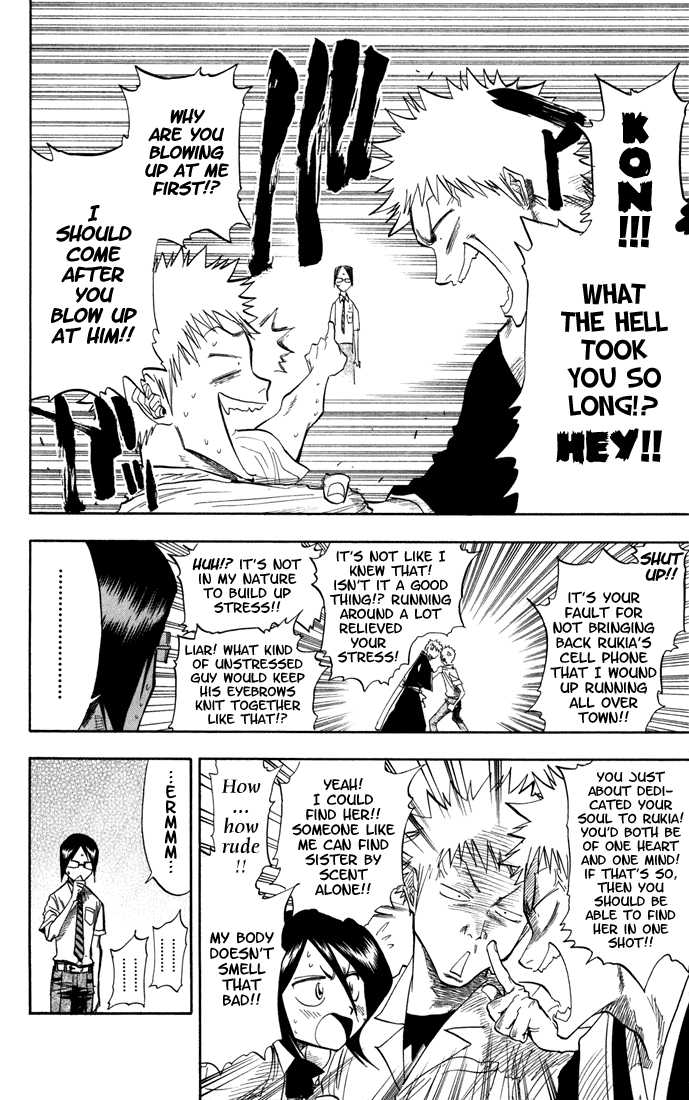 KON!!!
WHAT
THE HELL
TOOK
YOU SO
LONG!?
HEY!!
WHY
ARE YOU
BLOWING
UP AT ME
FIRST!?
I
SHOULD
COME
AFTER
YOU
BLOW UP
AT HIM!!
SHUT
UP!!
IT'S YOUR
FAULT FOR
NOT BRINGING
BACK RUKIA'S
CELL PHONE
THAT I WOUND
UP RUNNING
ALL OVER
TOWN!!
IT'S NOT LIKE I
KNEW THAT!
ISN'T IT A GOOD
THING!? RUNNING
AROUND A LOT
RELIEVED
YOUR
STRESS!
HUH!? IT'S NOT
IN MY NATURE
TO BUILD UP
STRESS!!
LIAR! WHAT KIND
OF UNSTRESSED
GUY WOULD KEEP
HIS EYEBROWS
KNIT TOGETHER
LIKE THAT!?
..........
YOU JUST
ABOUT DEDI-
CATED YOUR
SOUL TO RUKIA!
YOU'D BOTH BE
OF ONE HEART
AND ONE MIND!
IF THAT'S SO,
THEN YOU
SHOULD BE
ABLE TO FIND
HER IN ONE
SHOT!!
YEAH!
I COULD
FIND HER!!
SOMEONE LIKE
ME CAN FIND
SISTER BY
SCENT
ALONE!!
How
...
how
rude
!!
MY BODY
DOESN'T
SMELL
THAT
BAD!!
...ERMMM...
........
........